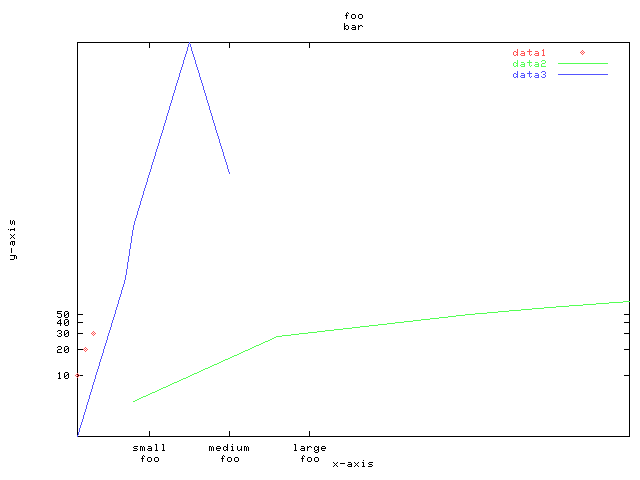 foo
bar
data1
data2
data3
y-axis
50
40
30
20
10
small
foo
medium
foo
large
foo
x-axis